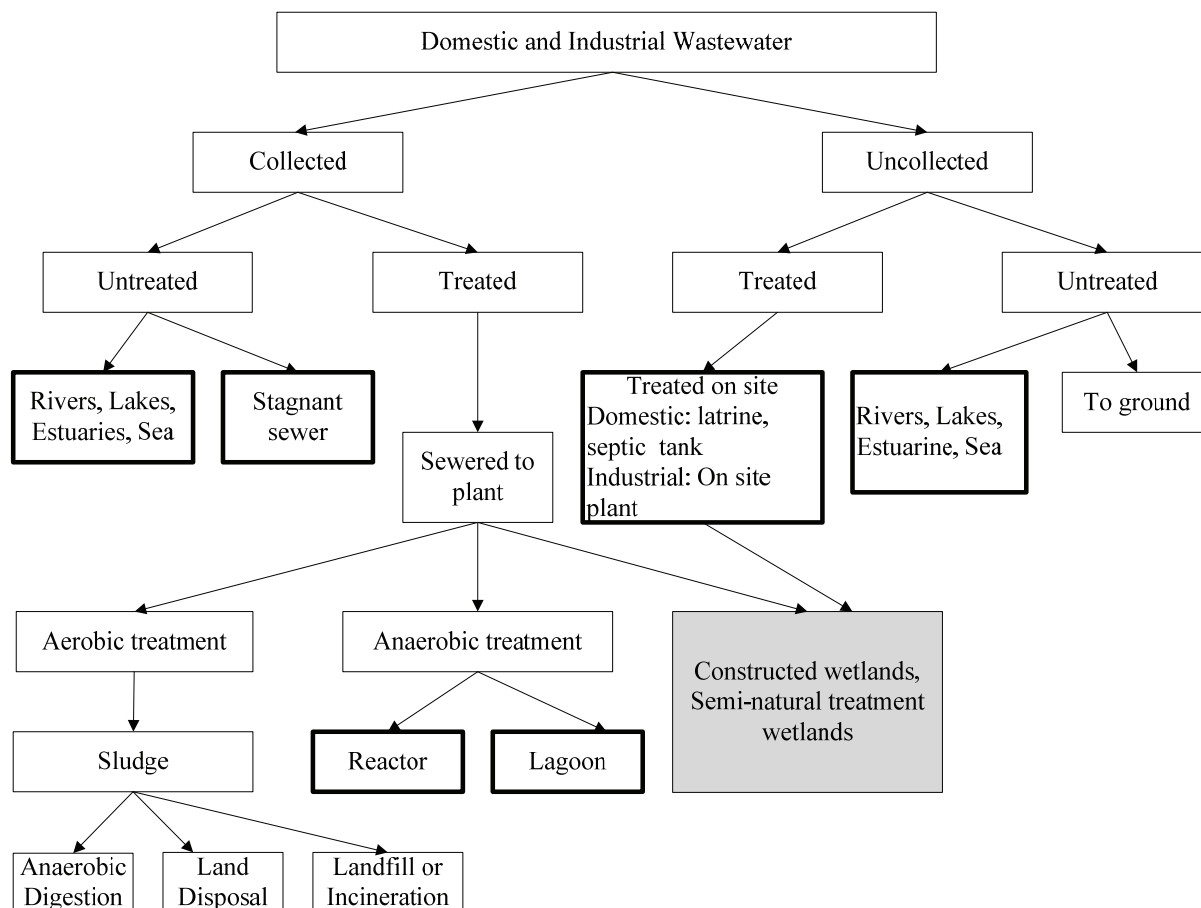 Domestic and Industrial Wastewater
Collected
Uncollected
Untreated
Treated
Treated
Untreated
Rivers, Lakes,
Estuaries, Sea
Stagnant
sewer
Treated on site
Domestic: latrine,
septic tank
Industrial: On site
plant
Rivers, Lakes,
Estuarine, Sea
To ground
Sewered to
plant
Aerobic treatment
Anaerobic treatment
Constructed wetlands,
Semi-natural treatment
wetlands
Sludge
Reactor
Lagoon
Anaerobic
Digestion
Land
Disposal
Landfill or
Incineration